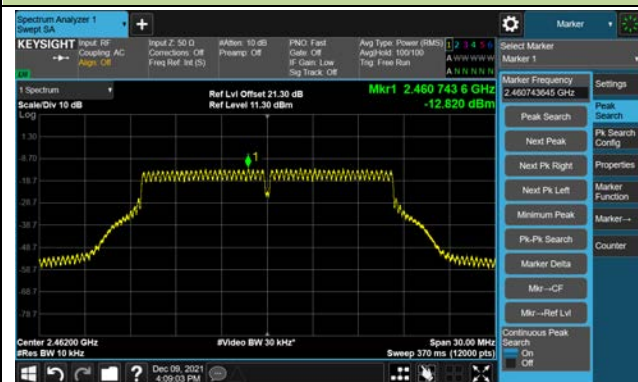 Spectrum Analyzer 1
Swept SA
Marker
KEYSIGHT
Input: RF
Coupling: AC
Align: Off
Input Z: 50 Ω
Corrections: Off
Freq Ref: Int (S)
#Atten: 10 dB
Preamp: Off
PNO: Fast
Gate: Off
IF Gain: Low
Sig Track: Off
Avg Type: Power (RMS)
Avg|Hold: 100/100
Trig: Free Run
1 2 3 4 5 6
A W W W W W
A N N N N N
Select Marker
Marker 1
1 Spectrum
Scale/Div 10 dB
Log
Ref Lvl Offset 21.30 dB
Ref Level 11.30 dBm
Mkr1 2.460 743 6 GHz
-12.820 dBm
1.30
-8.70
-18.7
-28.7
-38.7
-48.7
-58.7
-68.7
-78.7
1
Center 2.46200 GHz
#Res BW 10 kHz
#Video BW 30 kHz*
Span 30.00 MHz
Sweep 370 ms (12000 pts)
Marker Frequency
2.460743645 GHz
Peak Search
Next Peak
Next Pk Right
Next Pk Left
Minimum Peak
Pk-Pk Search
Marker Delta
Mkr→CF
Mkr→Ref Lvl
Continuous Peak
Search
On
Off
Settings
Peak
Search
Pk Search
Config
Properties
Marker
Function
Marker→
Counter
?
Dec 09, 2021
4:09:03 PM